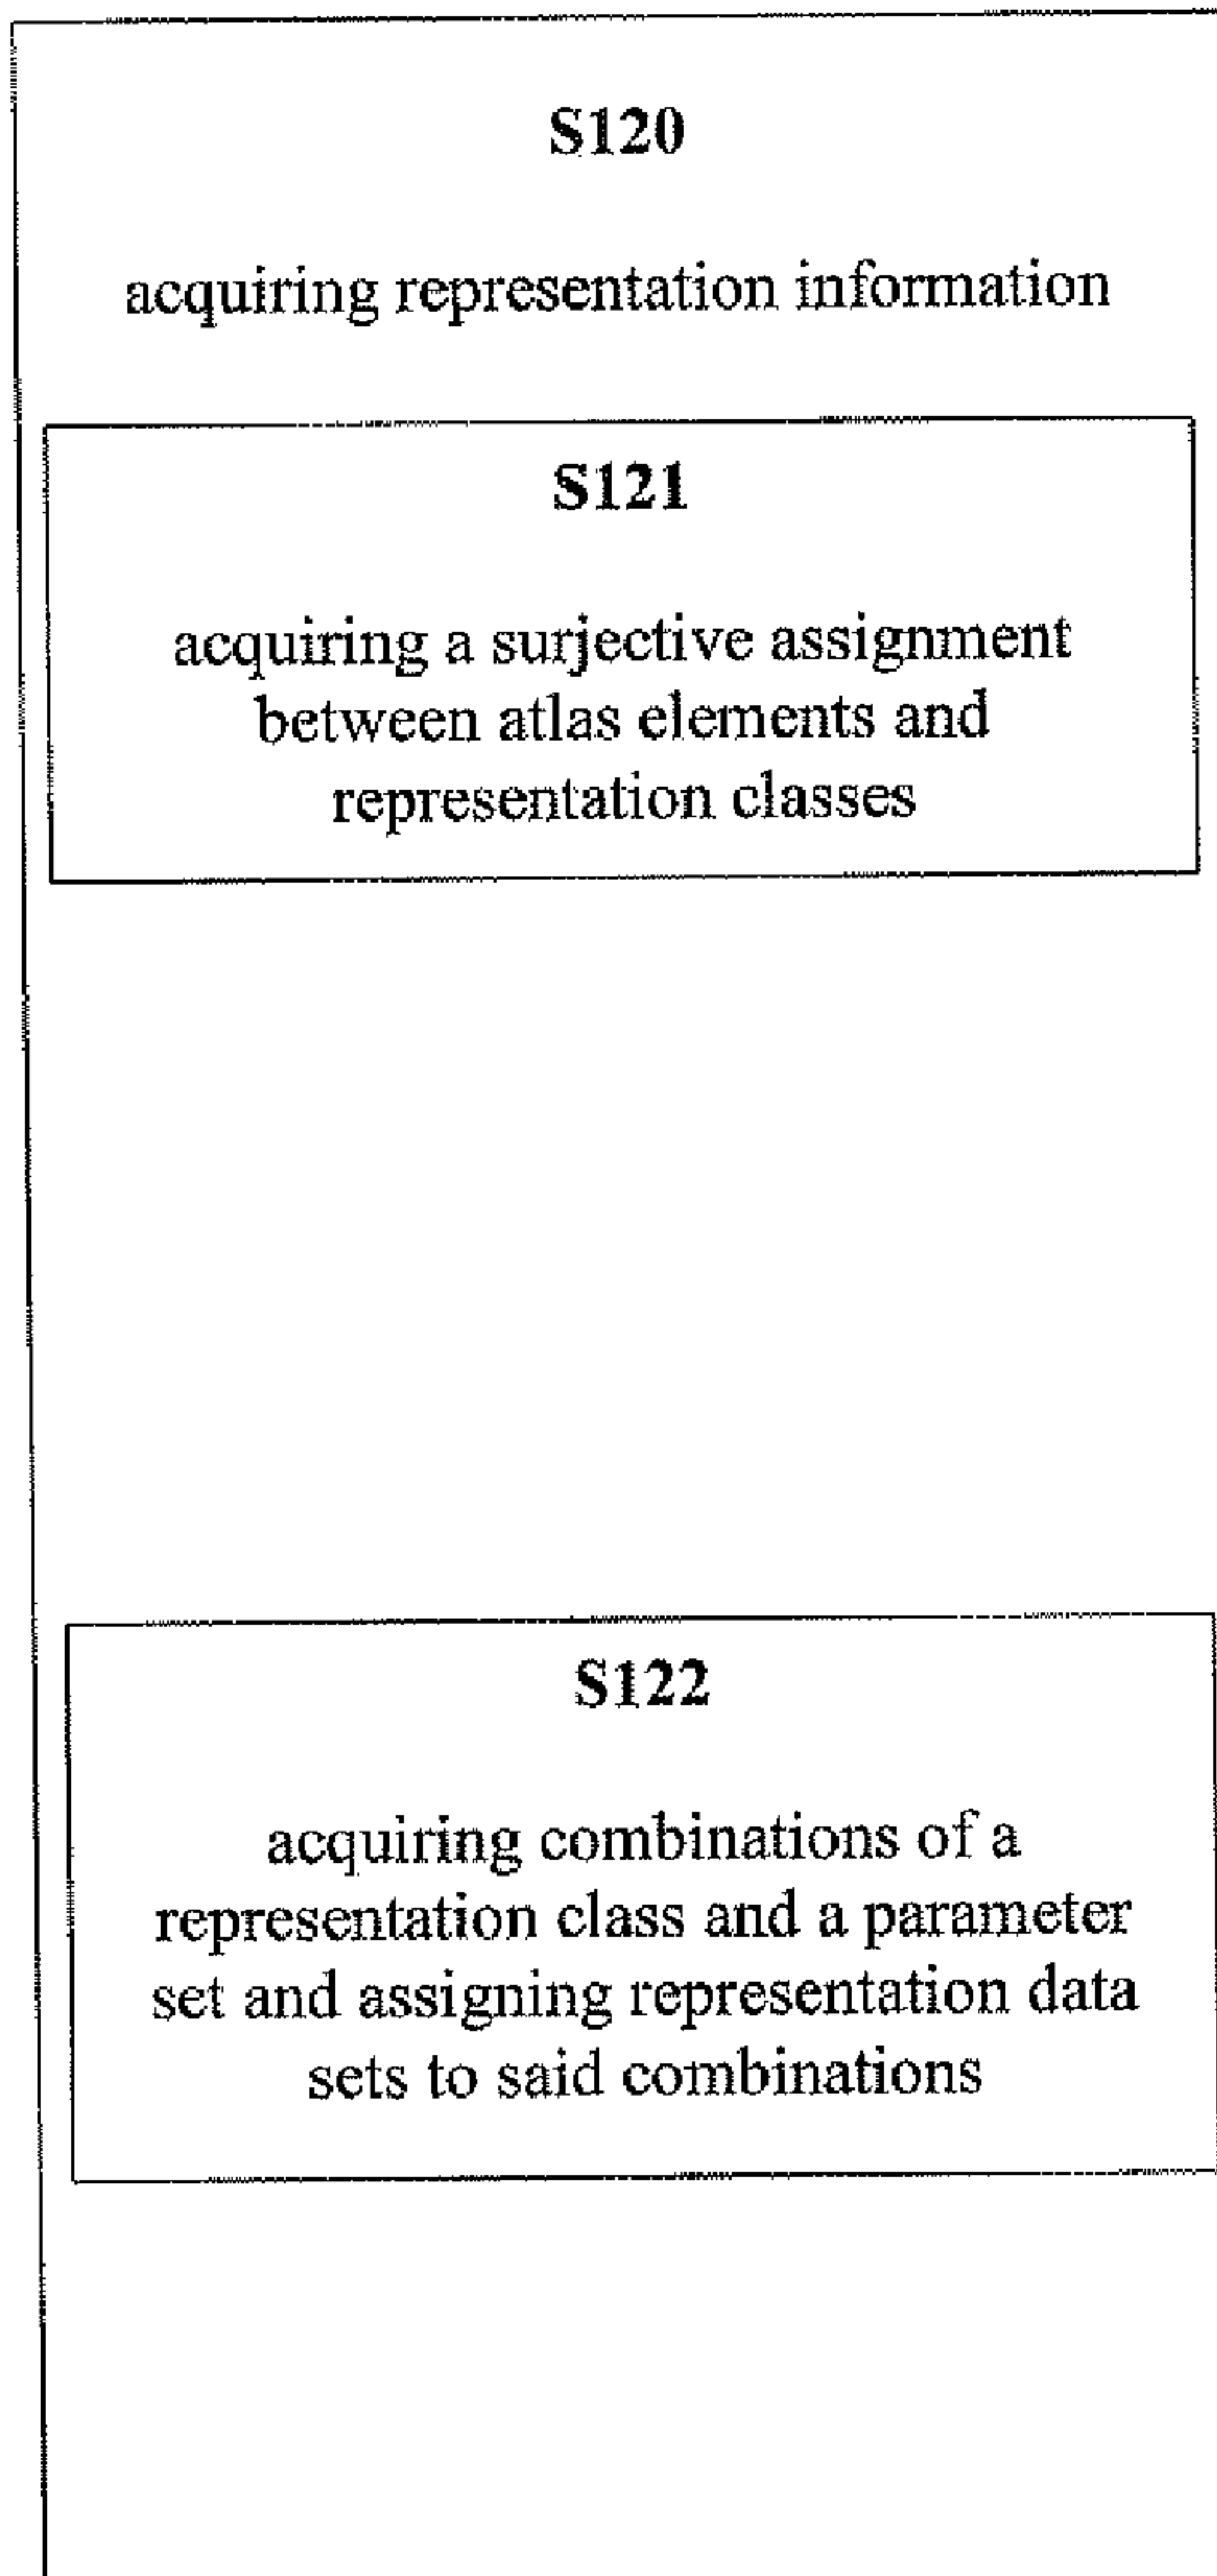 S120
acquiring representation information
S121
acquiring a surjective assignment
between atlas elements and
representation classes
S122
acquiring combinations of a
representation class and a parameter
set and assigning representation data
sets to said combinations